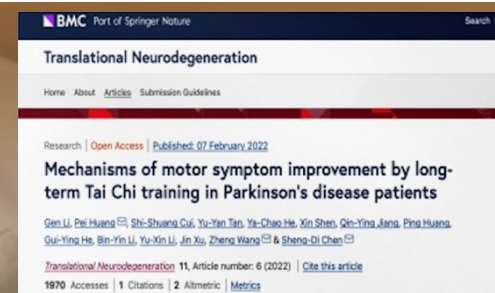 BMC Part of Springer Nature
Search
Translational Neurodegeneration
Home About Articles Submission Guidelines
Research | Open Access | Published: 07 February 2022
Mechanisms of motor symptom improvement by long-
term Tai Chi training in Parkinson's disease patients
Gen Li, Pei Huang, Shi-Shuang Cui, Yu-Yan Tan, Ya-Chao He, Xin Shen, Qin-Ying Jiang, Ping Huang,
Gui-Ying He, Bin-Yin Li, Yu-Xin Li, Jin Xu, Zheng Wang & Sheng-Di Chen
Translational Neurodegeneration 11, Article number: 6 (2022) | Cite this article
1970 Accesses | 1 Citations | 2 Altmetric | Metrics